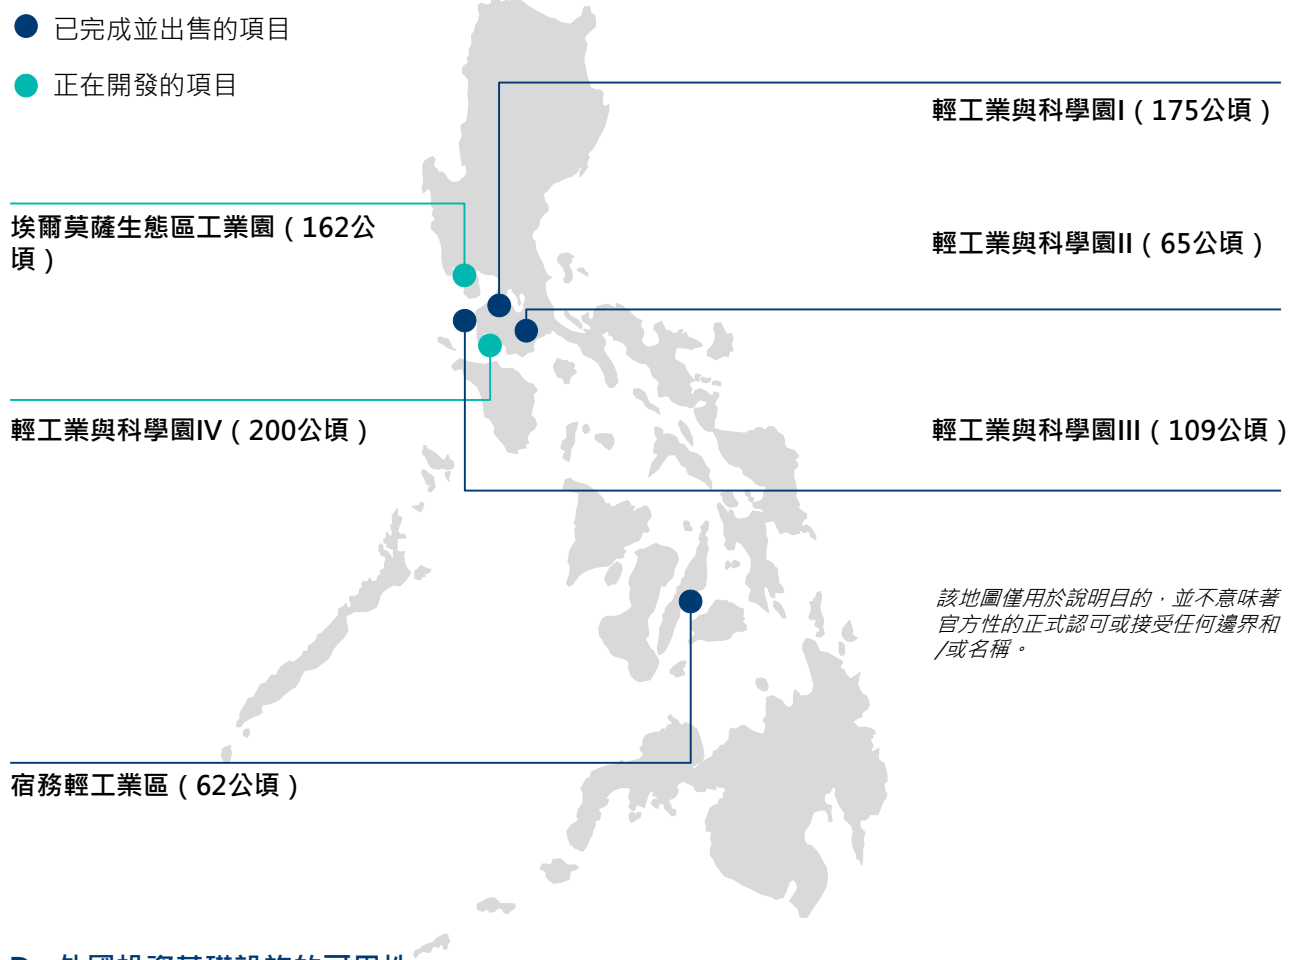 已完成並出售的項目
正在開發的項目
輕工業與科學園I（175公頃）
埃爾莫薩生態區工業園（162公
頃）
輕工業與科學園II（65公頃）
輕工業與科學園IV（200公頃）
輕工業與科學園III（109公頃）
該地圖僅用於說明目的，並不意味著
官方性的正式認可或接受任何邊界和
/或名稱。
宿務輕工業區（62公頃）